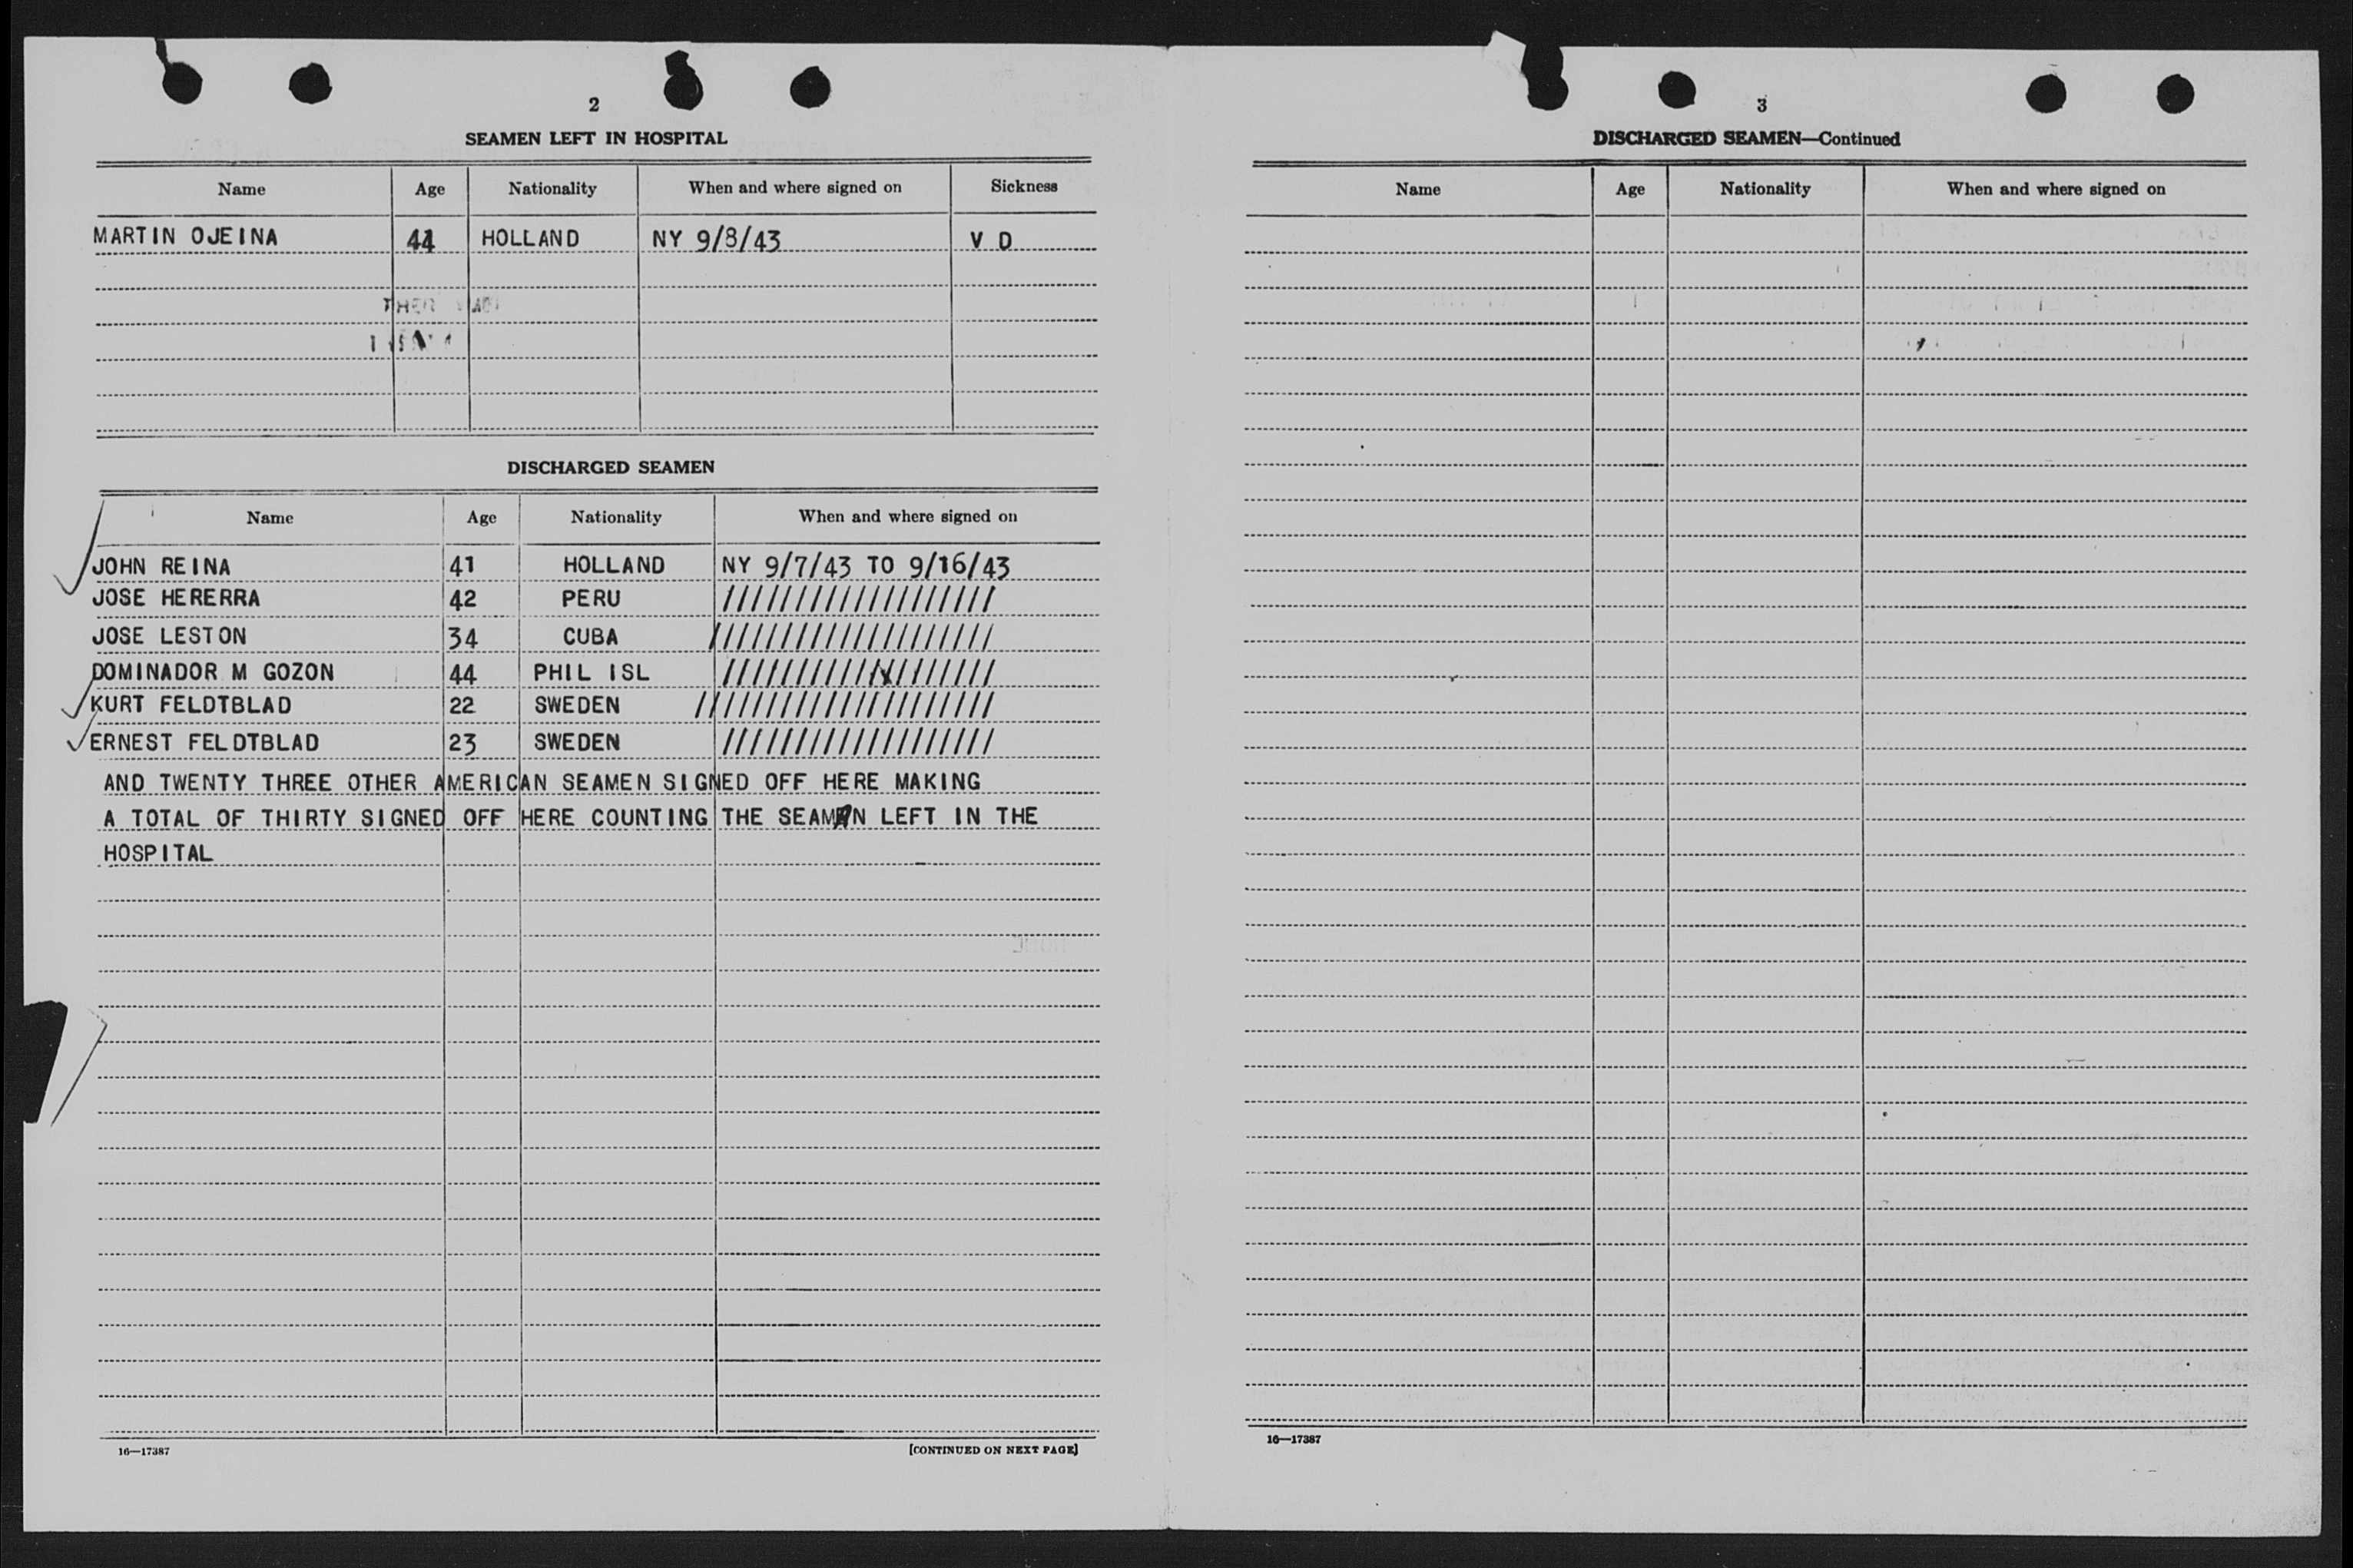 2
SEAMEN LEFT IN HOSPITAL
Name Age Nationality When and where signed on Sickness
MARTIN OJEINA 44 HOLLAND NY 9/8/43 V D
DISCHARGED SEAMEN
Name Age Nationality When and where signed on
JOHN REINA 41 HOLLAND NY 9/7/43 TO 9/16/43
JOSE HERERRA 42 PERU ///////////////////
JOSE LESTON 34 CUBA ////////////////////
DOMINADOR M GOZON 44 PHIL ISL ///////////////////
KURT FELDTBLAD 22 SWEDEN /////////////////////
ERNEST FELDTBLAD 23 SWEDEN ///////////////////
AND TWENTY THREE OTHER AMERICAN SEAMEN SIGNED OFF HERE MAKING
A TOTAL OF THIRTY SIGNED OFF HERE COUNTING THE SEAMAN LEFT IN THE
HOSPITAL
16—17387 [CONTINUED ON NEXT PAGE]
3
DISCHARGED SEAMEN—Continued
Name Age Nationality When and where signed on
16—17387